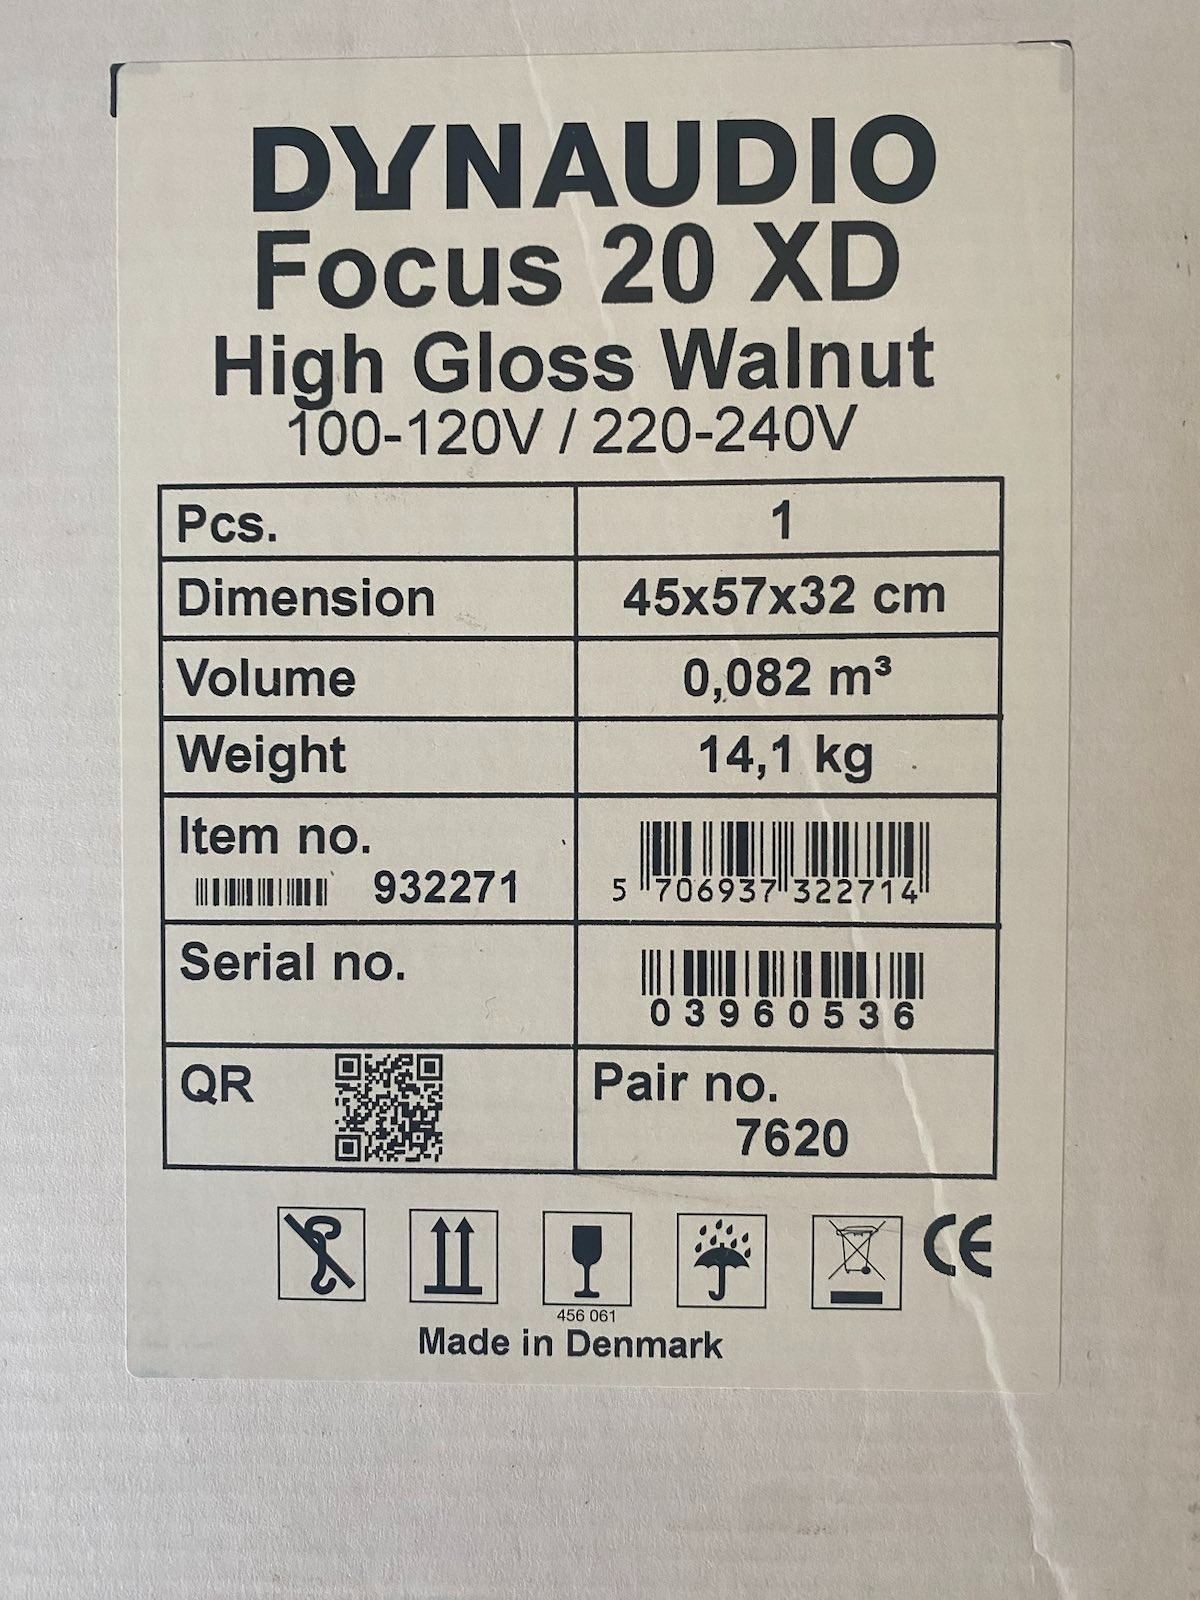 DYNAUDIO
Focus 20 XD
High Gloss Walnut
100-120V / 220-240V
Pcs. 1
Dimension 45x57x32 cm
Volume 0,082 m³
Weight 14,1 kg
Item no.
932271 5 706937 322714
Serial no.
03960536
QR Pair no.
7620
CE
456 061
Made in Denmark